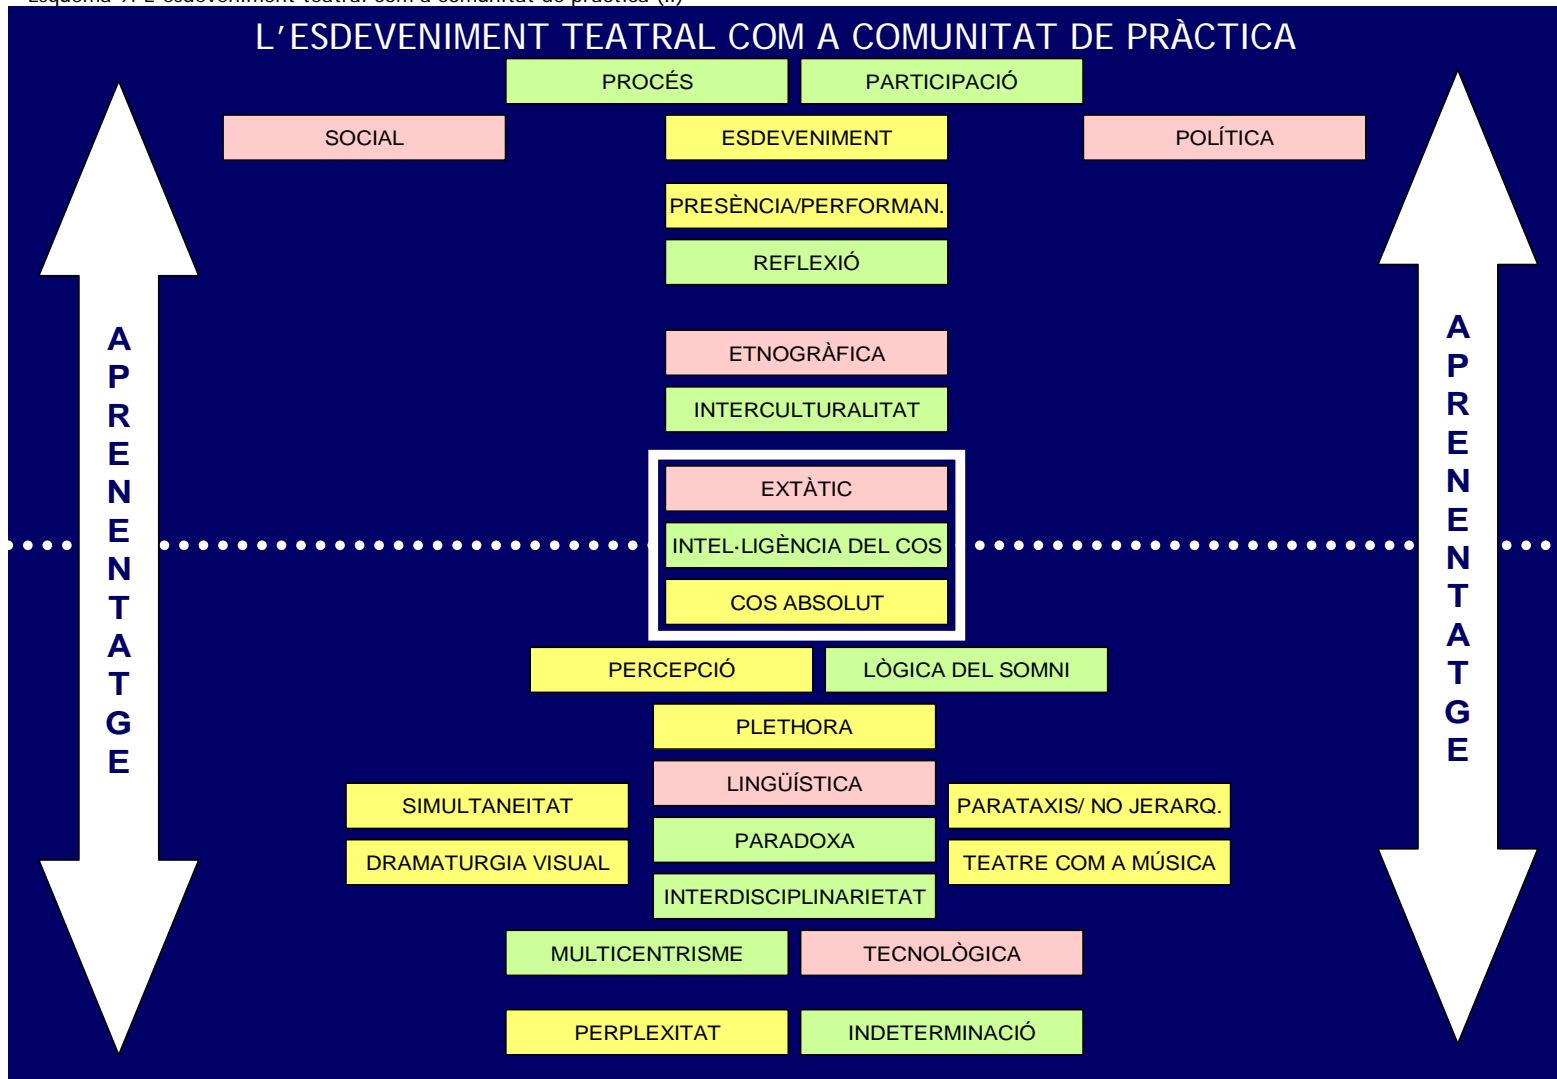 L'ESDEVENIMENT TEATRAL COM A COMUNITAT DE PRÀCTICA
PROCÉS
PARTICIPACIÓ
SOCIAL
ESDEVENIMENT
POLÍTICA
PRESÈNCIA/PERFORMAN.
REFLEXIÓ
ETNOGRÀFICA
INTERCULTURALITAT
APRENENTATGE
APRENENTATGE
EXTÀTIC
INTEL·LIGÈNCIA DEL COS
COS ABSOLUT
PERCEPCIÓ
LÒGICA DEL SOMNI
PLETHORA
LINGÜÍSTICA
SIMULTANEITAT
PARATAXIS/ NO JERARQ.
PARADOXA
DRAMATURGIA VISUAL
TEATRE COM A MÚSICA
INTERDISCIPLINARIETAT
MULTICENTRISME
TECNOLÒGICA
PERPLEXITAT
INDETERMINACIÓ